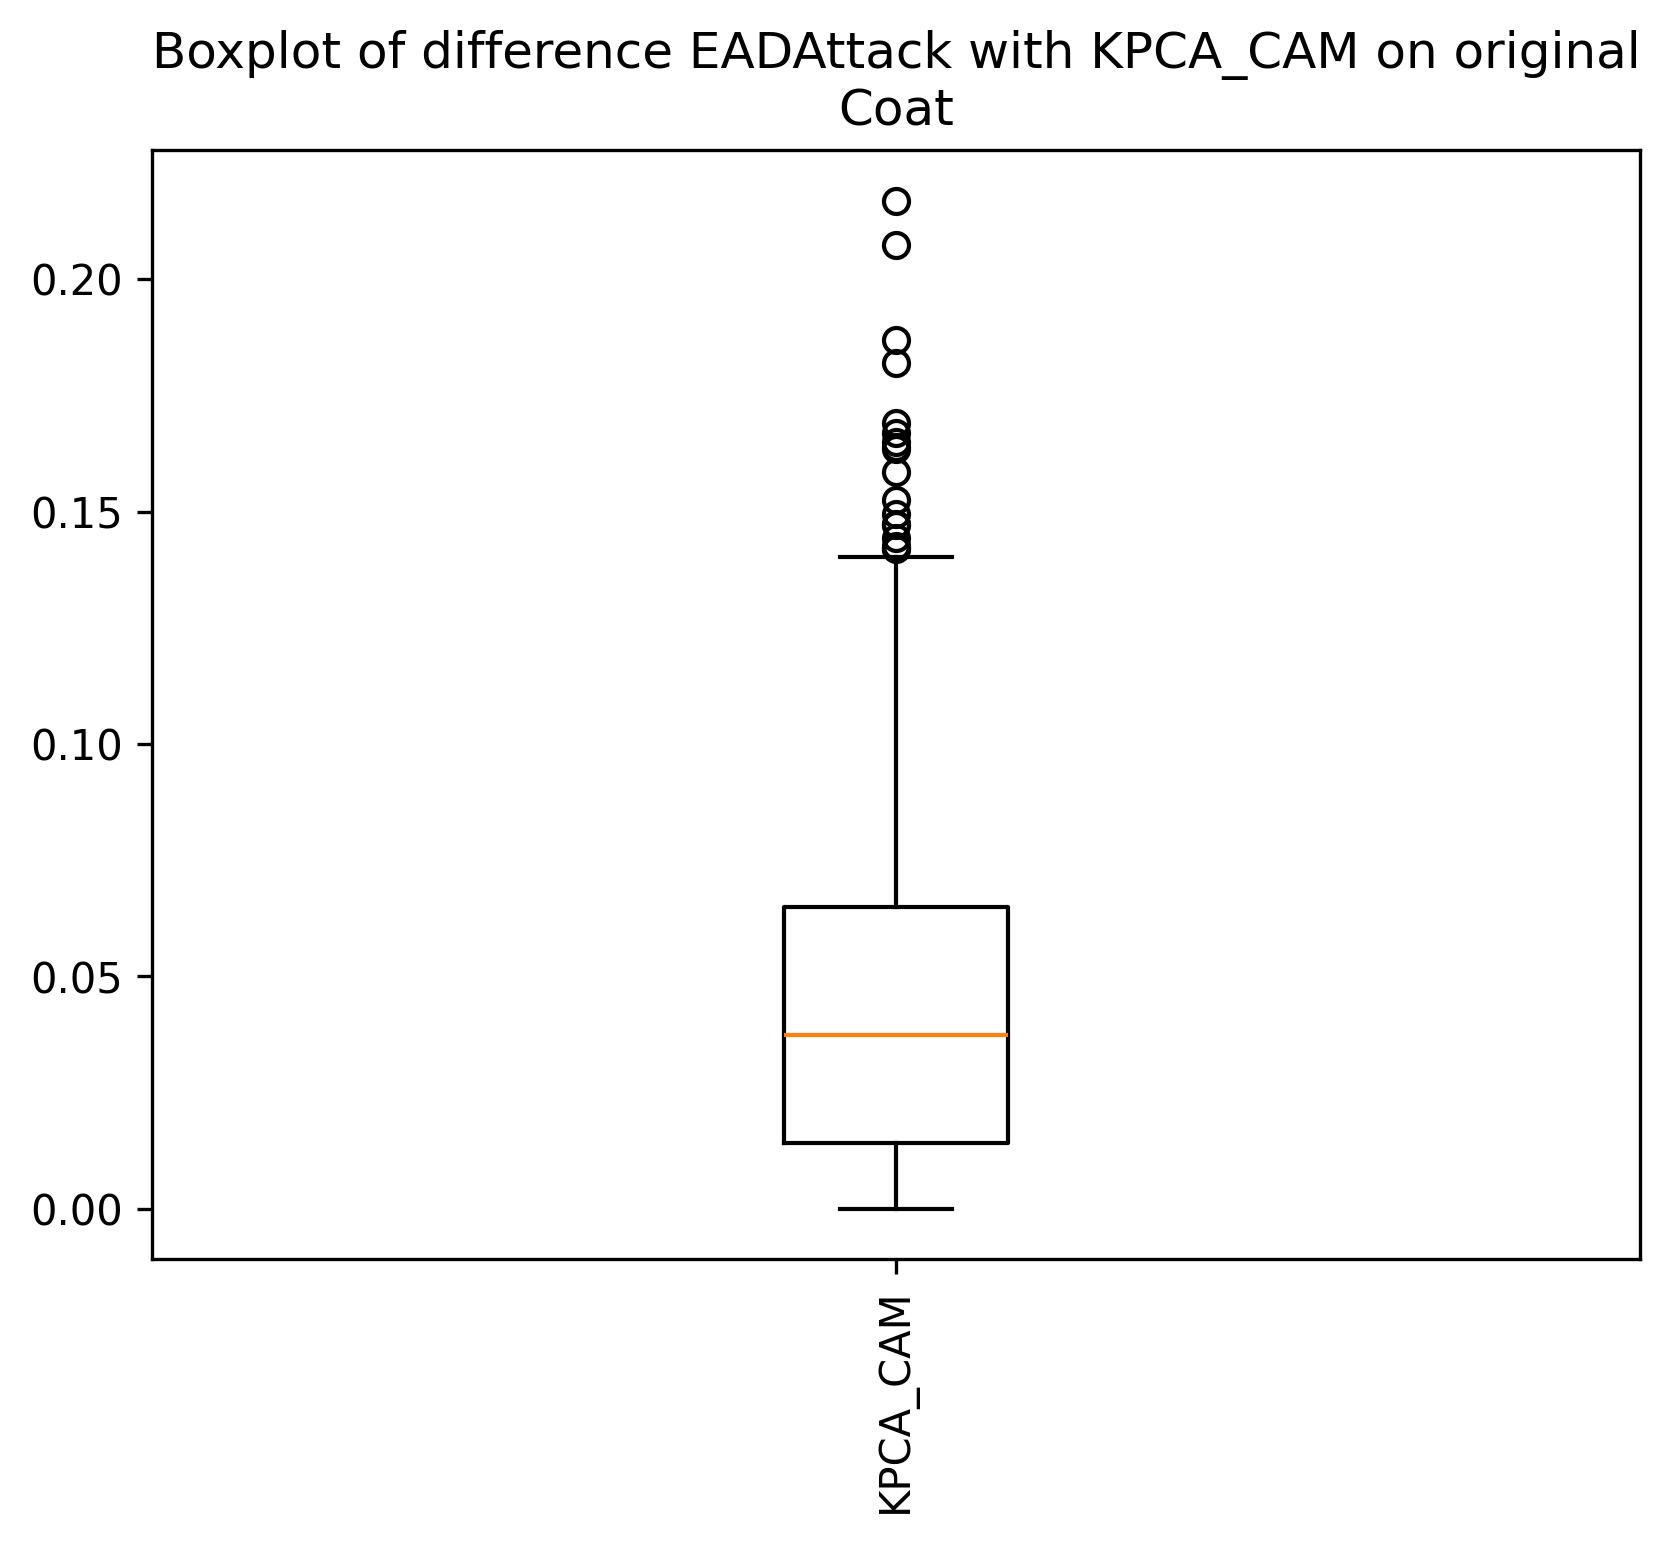 Boxplot of difference EADAttack with KPCA_CAM on original
Coat
0.20
0.15
0.10
0.05
0.00
KPCA_CAM